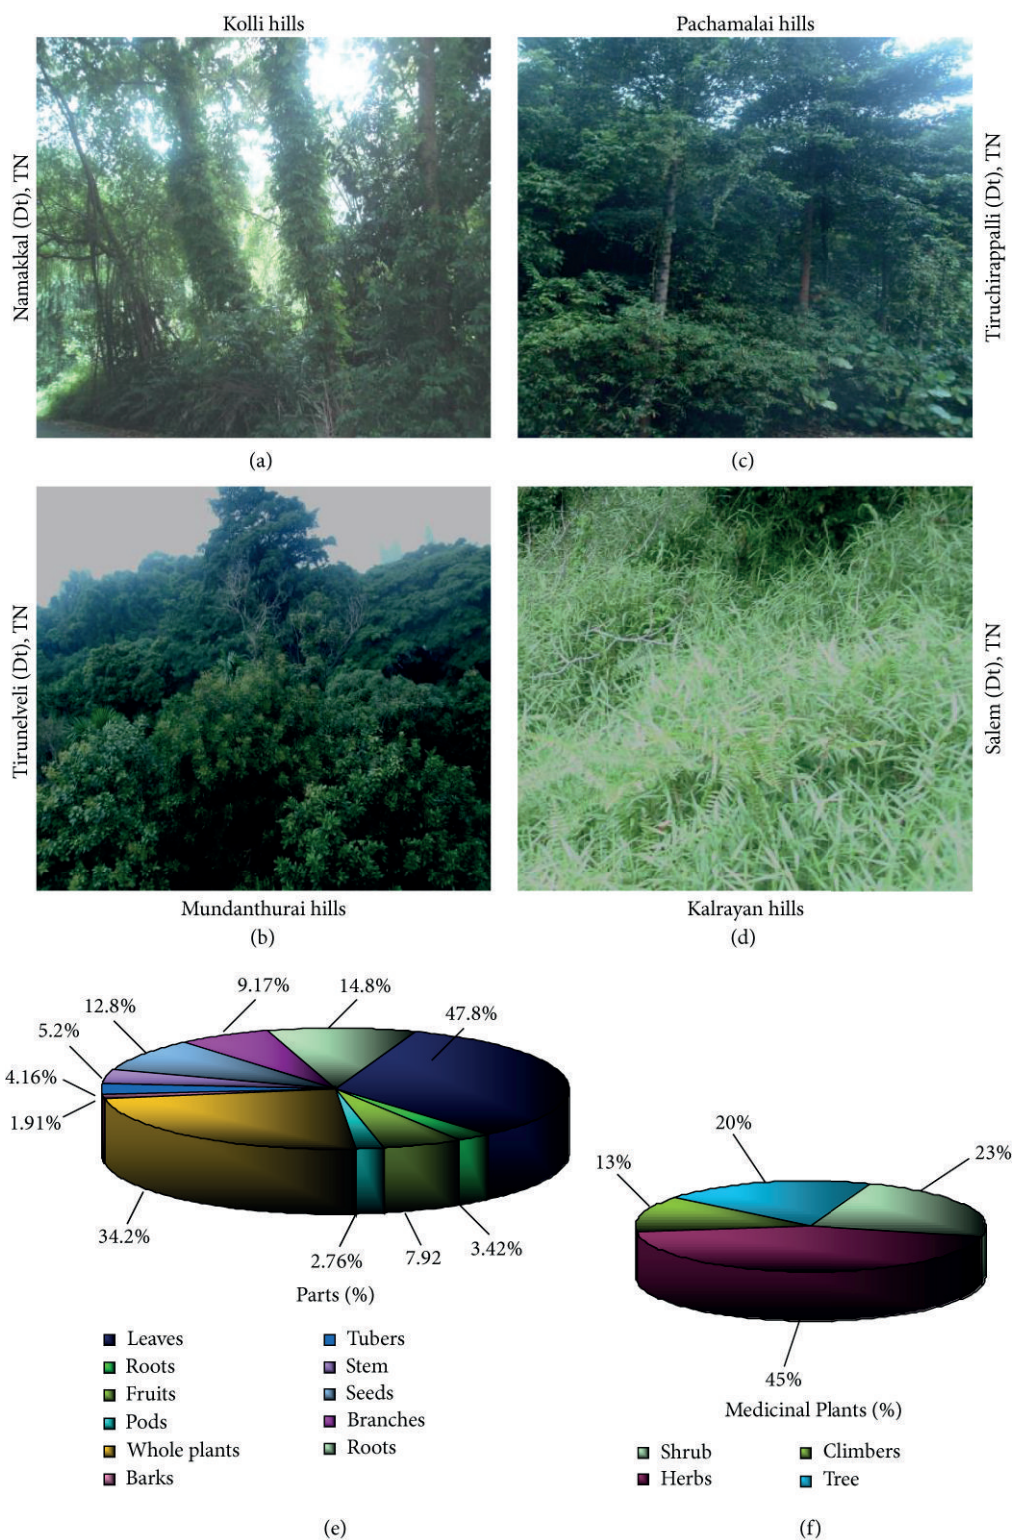 Kolli hills
Pachamalai hills
Namakkal (Dt), TN
Tiruchirappalli (Dt), TN
(a)
(c)
Tirunelveli (Dt), TN
Salem (Dt), TN
Mundanthurai hills
Kalrayan hills
(b)
(d)
9.17%
14.8%
12.8%
47.8%
5.2%
4.16%
1.91%
34.2%
2.76%
7.92
3.42%
Parts (%)
Leaves
Roots
Fruits
Pods
Whole plants
Barks
Tubers
Stem
Seeds
Branches
Roots
(e)
20%
23%
13%
45%
Medicinal Plants (%)
Shrub
Herbs
Climbers
Tree
(f)